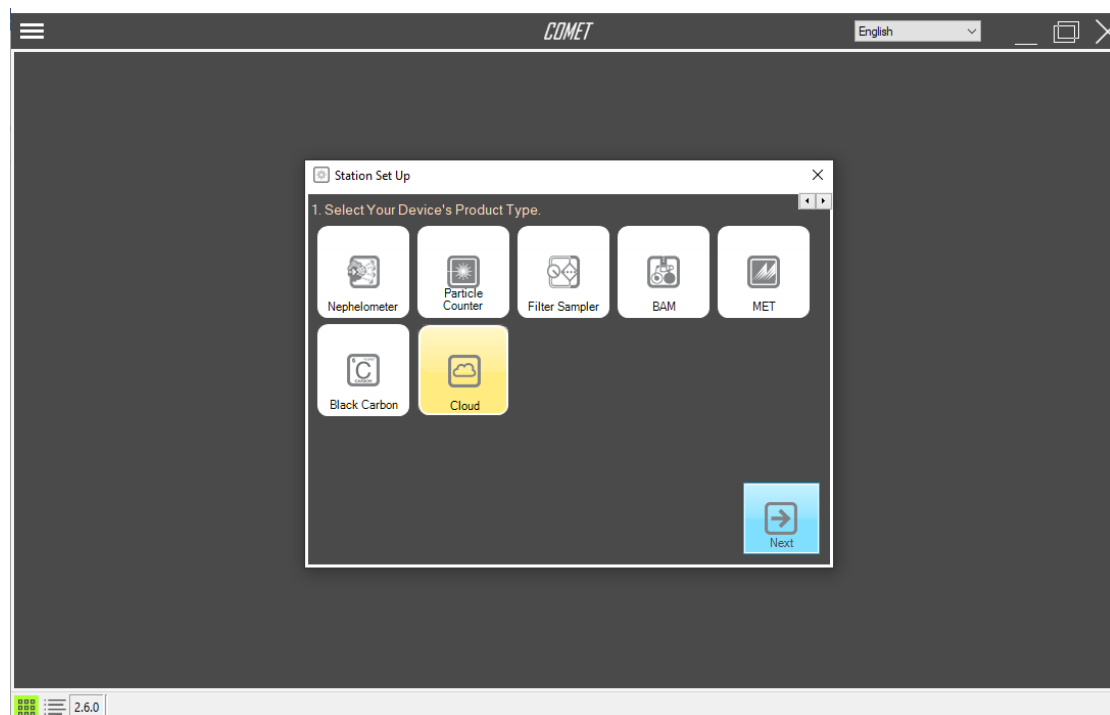 COMET
English
Station Set Up
1. Select Your Device's Product Type.
Nephelometer
Particle
Counter
Filter Sampler
BAM
MET
Black Carbon
Cloud
Next
2.6.0